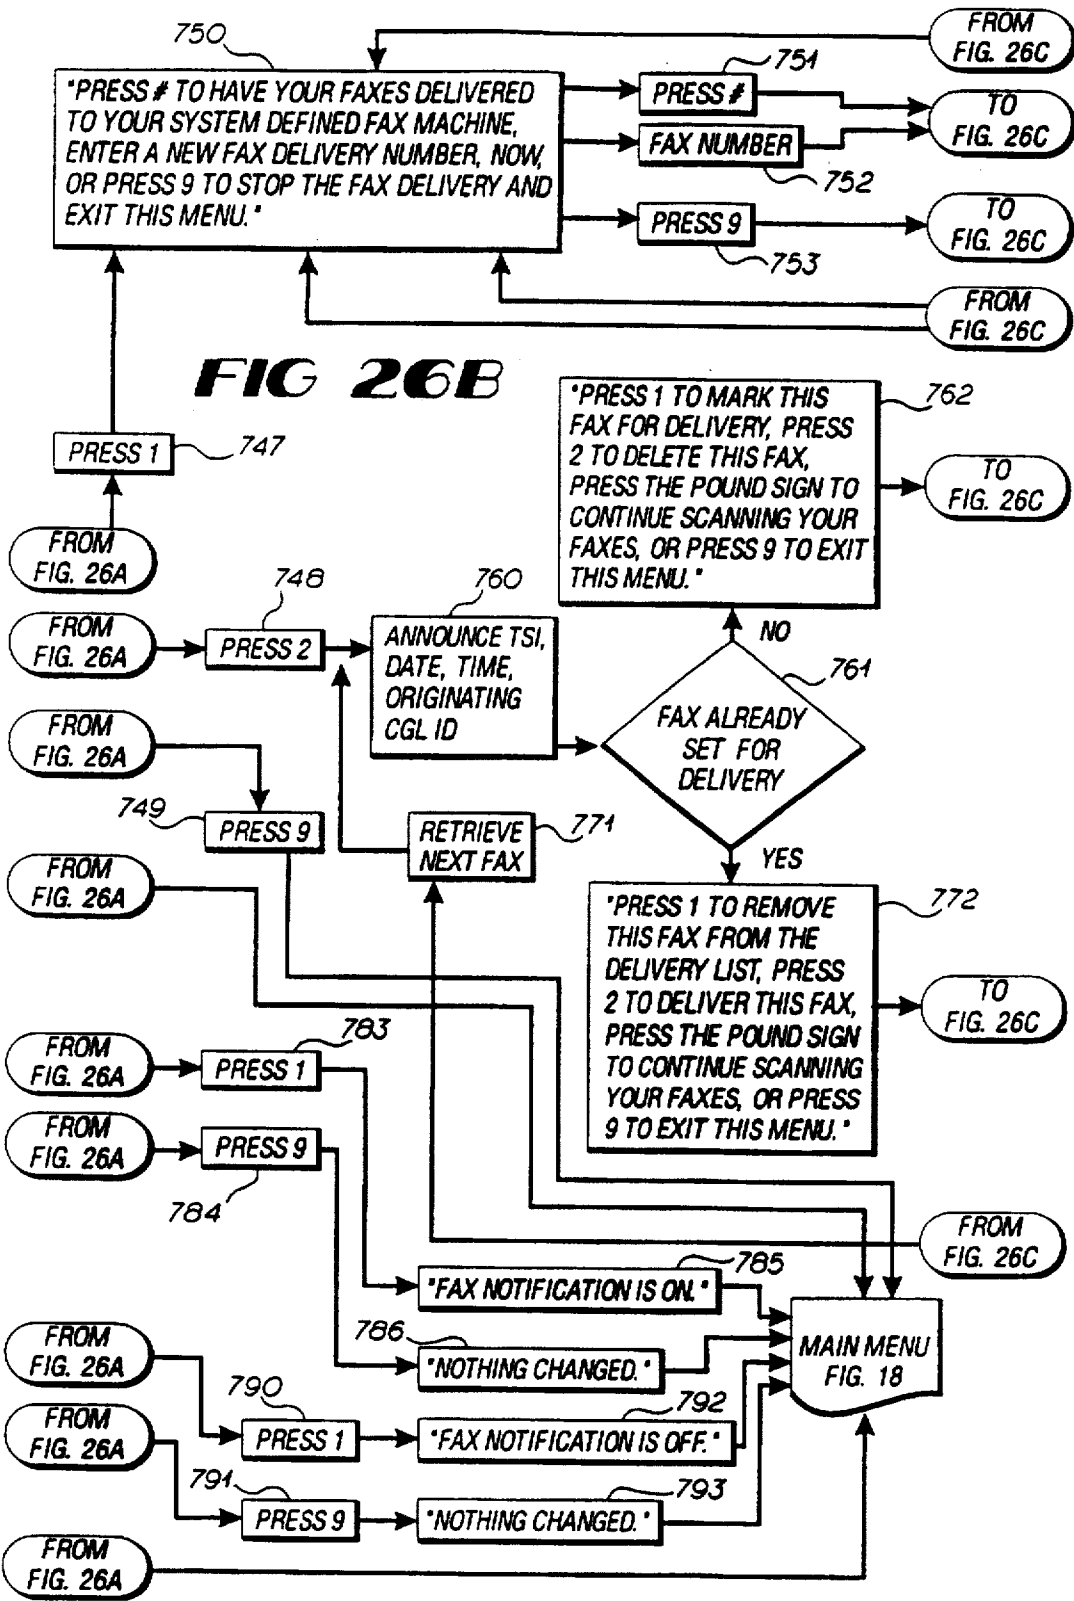 750
FROM
FIG. 26C
"PRESS # TO HAVE YOUR FAXES DELIVERED
TO YOUR SYSTEM DEFINED FAX MACHINE,
ENTER A NEW FAX DELIVERY NUMBER, NOW,
OR PRESS 9 TO STOP THE FAX DELIVERY AND
EXIT THIS MENU."
751
PRESS #
TO
FIG. 26C
FAX NUMBER
752
PRESS 9
753
TO
FIG. 26C
FROM
FIG. 26C
FIG 26B
PRESS 1
747
FROM
FIG. 26A
"PRESS 1 TO MARK THIS
FAX FOR DELIVERY, PRESS
2 TO DELETE THIS FAX,
PRESS THE POUND SIGN TO
CONTINUE SCANNING YOUR
FAXES, OR PRESS 9 TO EXIT
THIS MENU."
762
TO
FIG. 26C
FROM
FIG. 26A
748
PRESS 2
760
ANNOUNCE TSI,
DATE, TIME,
ORIGINATING
CGL ID
NO
761
FAX ALREADY
SET FOR
DELIVERY
YES
FROM
FIG. 26A
749
PRESS 9
RETRIEVE
NEXT FAX
771
FROM
FIG. 26A
"PRESS 1 TO REMOVE
THIS FAX FROM THE
DELIVERY LIST, PRESS
2 TO DELIVER THIS FAX,
PRESS THE POUND SIGN
TO CONTINUE SCANNING
YOUR FAXES, OR PRESS
9 TO EXIT THIS MENU."
772
TO
FIG. 26C
FROM
FIG. 26A
783
PRESS 1
FROM
FIG. 26A
PRESS 9
784
FROM
FIG. 26C
785
"FAX NOTIFICATION IS ON."
786
"NOTHING CHANGED."
MAIN MENU
FIG. 18
FROM
FIG. 26A
790
PRESS 1
792
"FAX NOTIFICATION IS OFF."
FROM
FIG. 26A
791
PRESS 9
793
"NOTHING CHANGED."
FROM
FIG. 26A